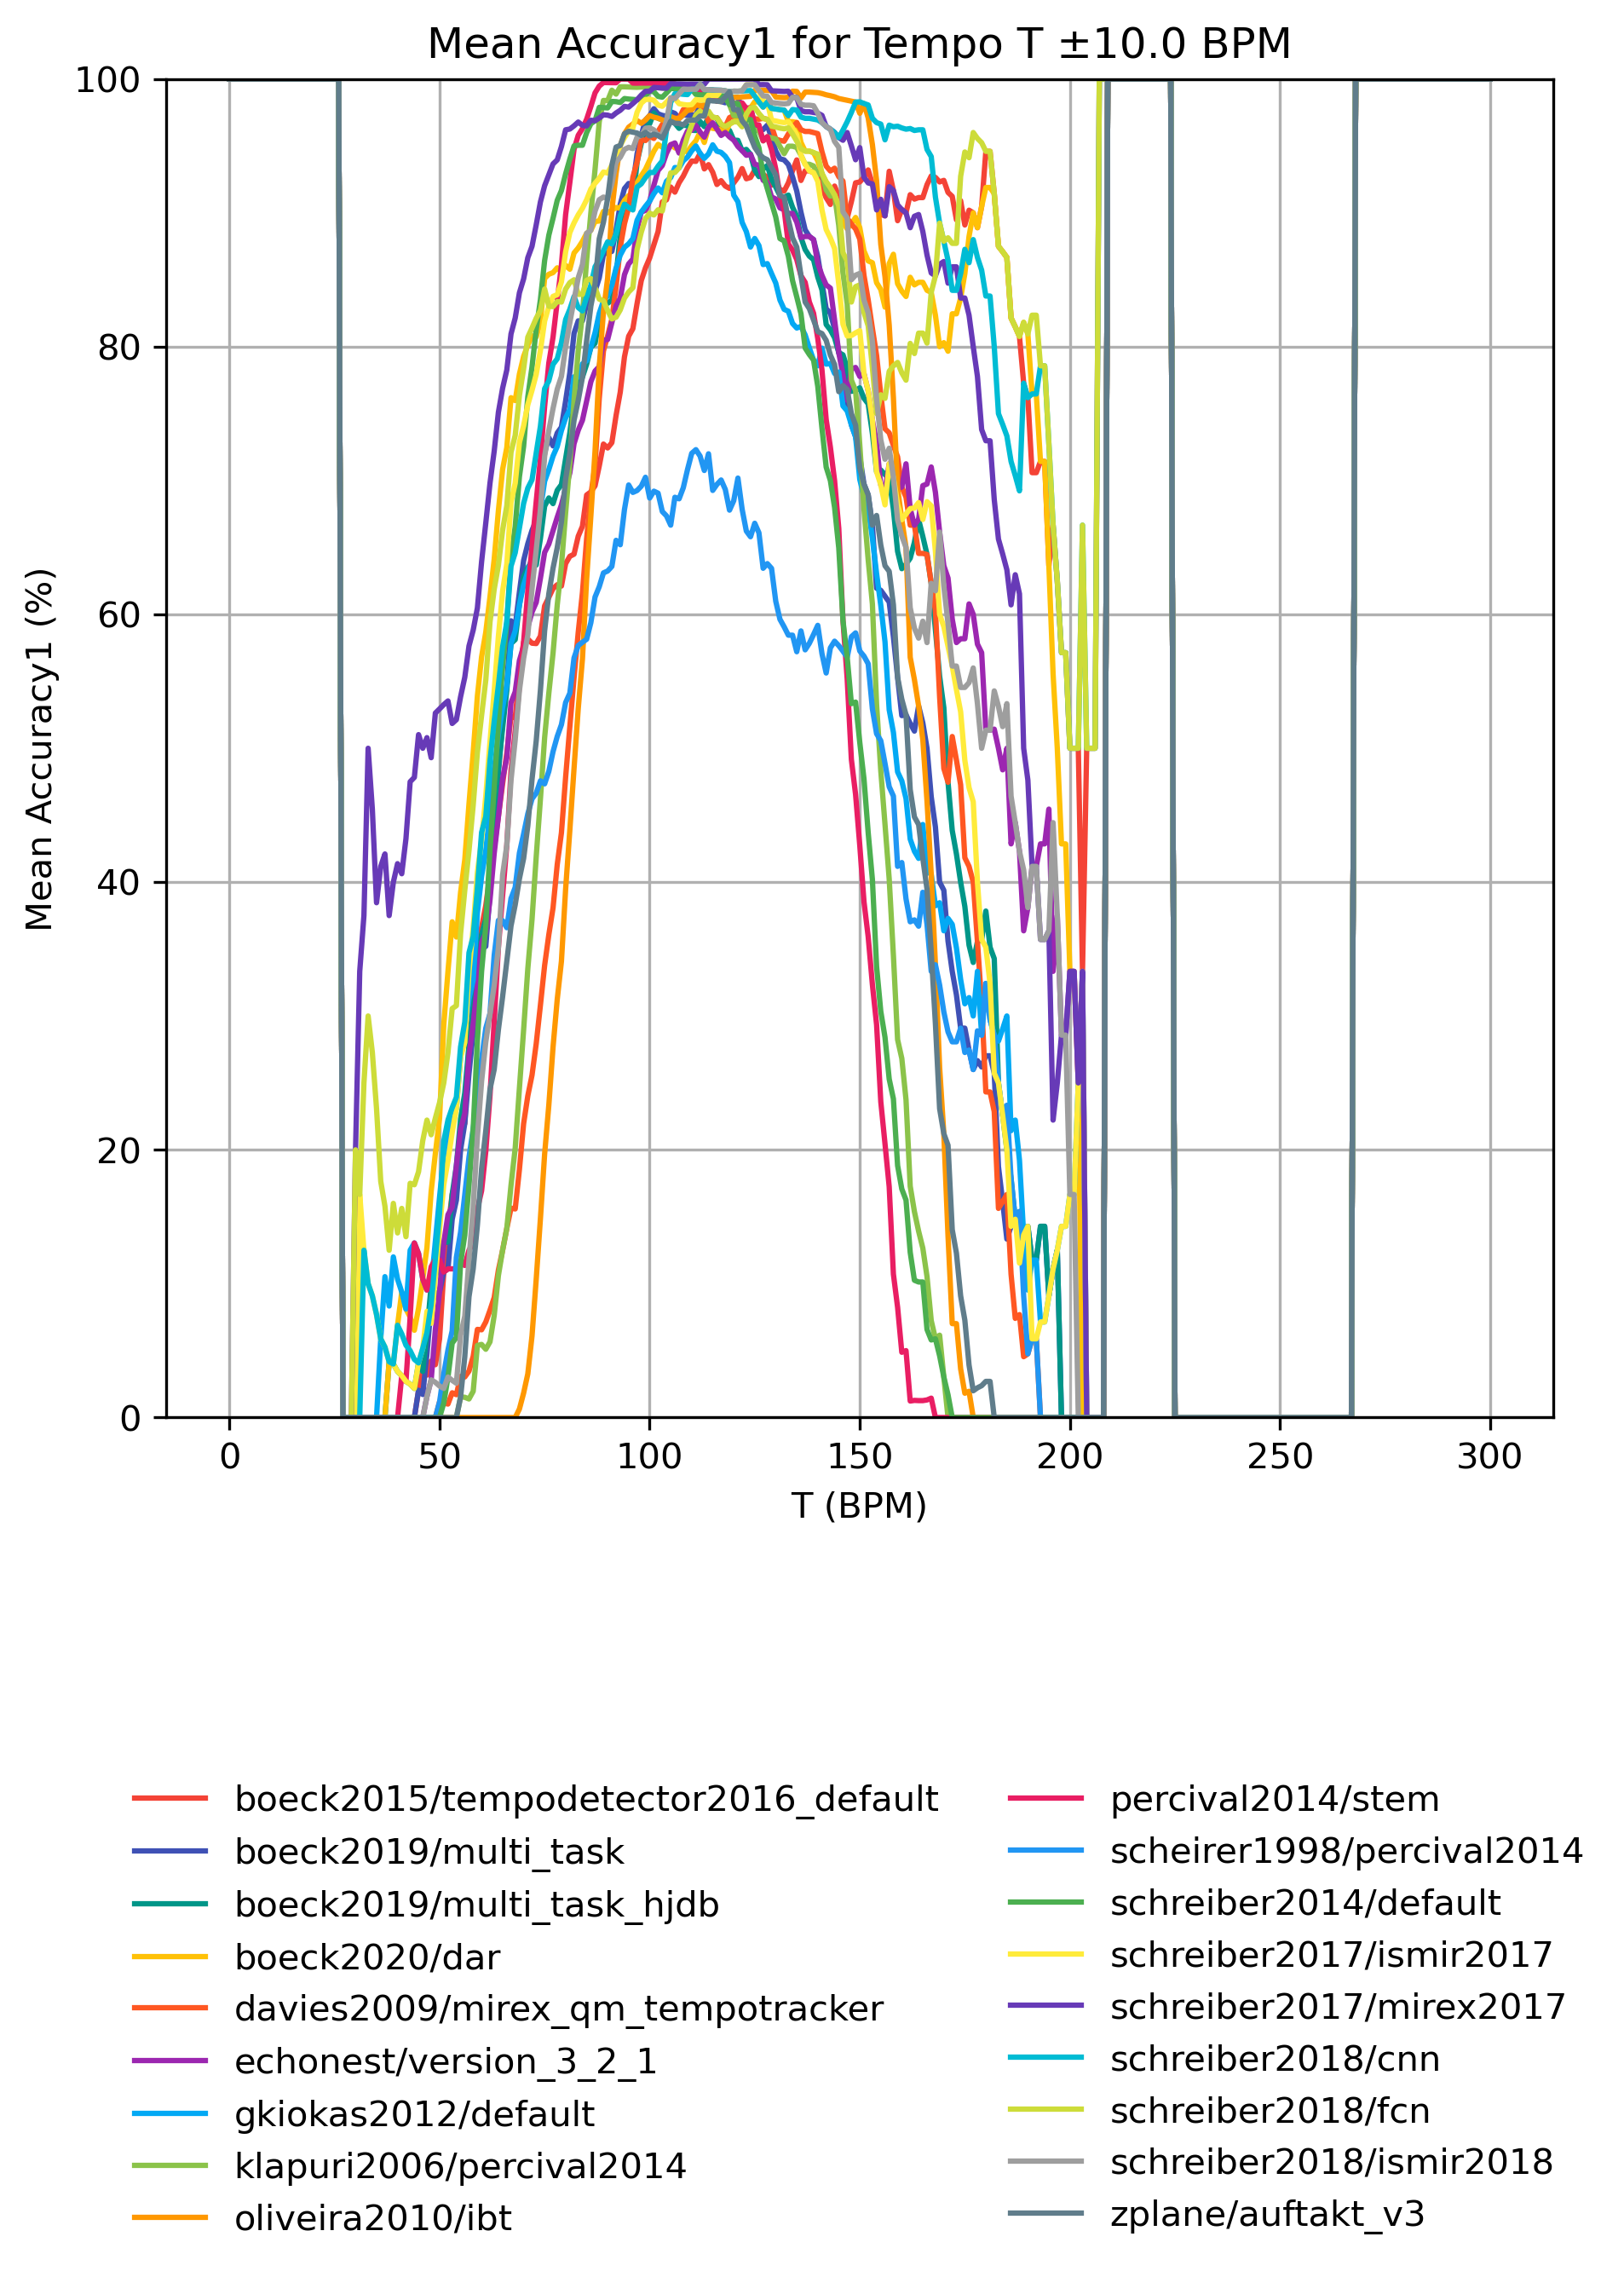 Mean Accuracy1 for Tempo T ±10.0 BPM
100
80
60
40
20
0
Mean Accuracy1 (%)
0 50 100 150 200 250 300
T (BPM)
boeck2015/tempodetector2016_default
boeck2019/multi_task
boeck2019/multi_task_hjdb
boeck2020/dar
davies2009/mirex_qm_tempotracker
echonest/version_3_2_1
gkiokas2012/default
klapuri2006/percival2014
oliveira2010/ibt
percival2014/stem
scheirer1998/percival2014
schreiber2014/default
schreiber2017/ismir2017
schreiber2017/mirex2017
schreiber2018/cnn
schreiber2018/fcn
schreiber2018/ismir2018
zplane/auftakt_v3